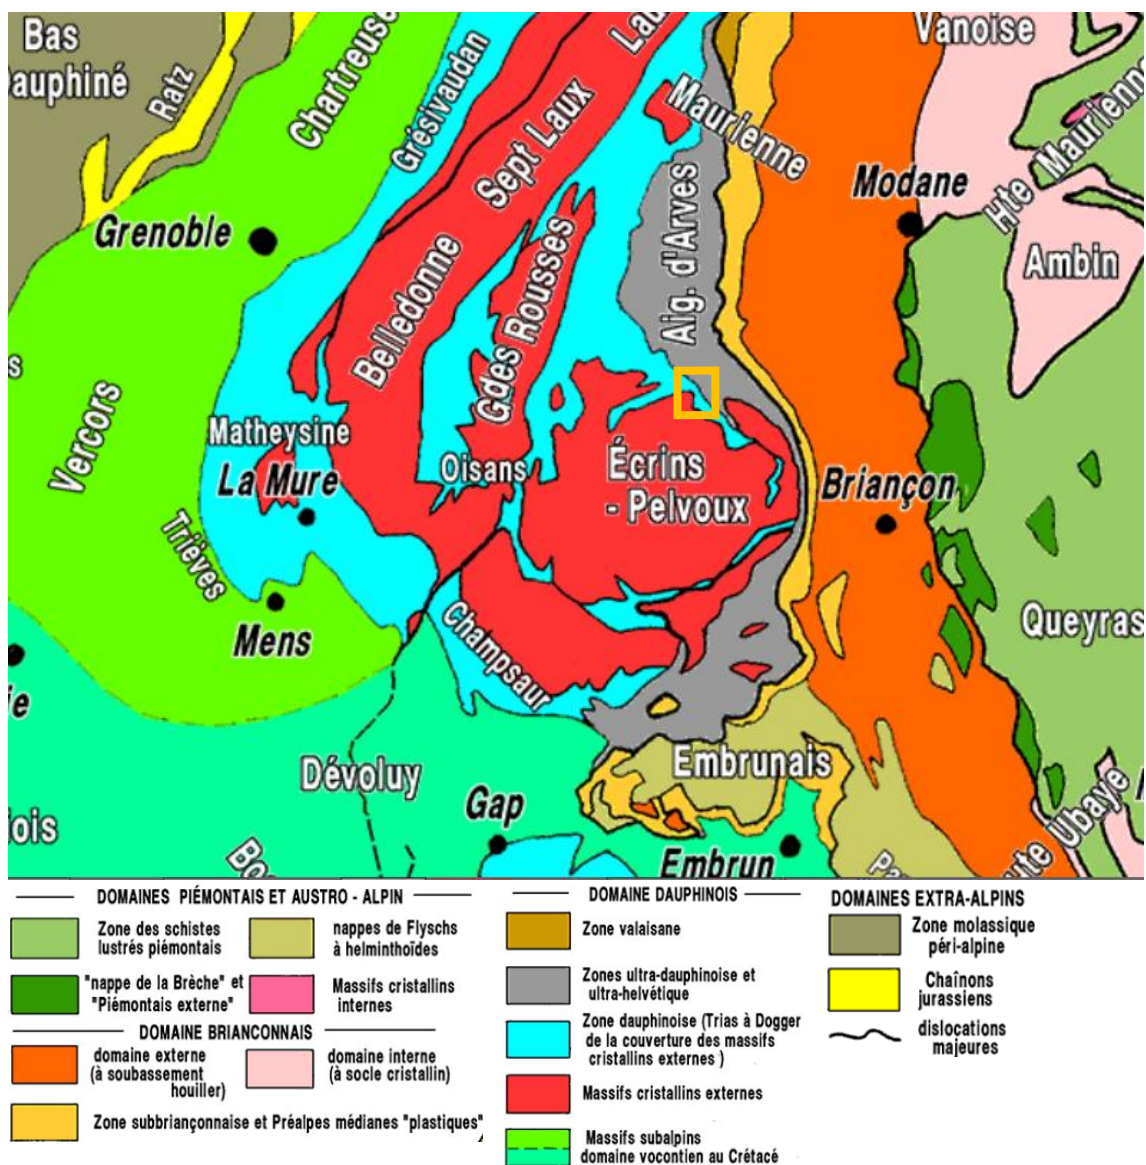 Bas
auphiné
Ratz
Chartreuse
Grésivaudan
Sept Laux
Lau
Maurienne
Vanoise
Hte Maurienne
Modane
Ambin
Grenoble
Belledonne
Gdes Rousses
Aig. d'Arves
s
Vercors
Matheysine
La Mure
Oisans
Écrins
- Pelvoux
Briançon
Trièves
Mens
Champsaur
Queyras
ie
Dévoluy
Embrunais
Gap
Embrun
ute Ubaye
iois
Bo
Pa
DOMAINES PIÉMONTAIS ET AUSTRO - ALPIN
Zone des schistes
lustrés piémontais
nappes de Flyschs
à helminthoïdes
"nappe de la Brèche" et
"Piémontais externe"
Massifs cristallins
internes
DOMAINE BRIANCONNAIS
domaine externe
(à soubassement
houiller)
domaine interne
(à socle cristallin)
Zone subbriançonnaise et Préalpes médianes "plastiques"
DOMAINE DAUPHINOIS
Zone valaisane
Zones ultra-dauphinoise et
ultra-helvétique
Zone dauphinoise (Trias à Dogger
de la couverture des massifs
cristallins externes )
Massifs cristallins externes
Massifs subalpins
domaine vocontien au Crétacé
DOMAINES EXTRA-ALPINS
Zone molassique
péri-alpine
Chaînons
jurassiens
dislocations
majeures